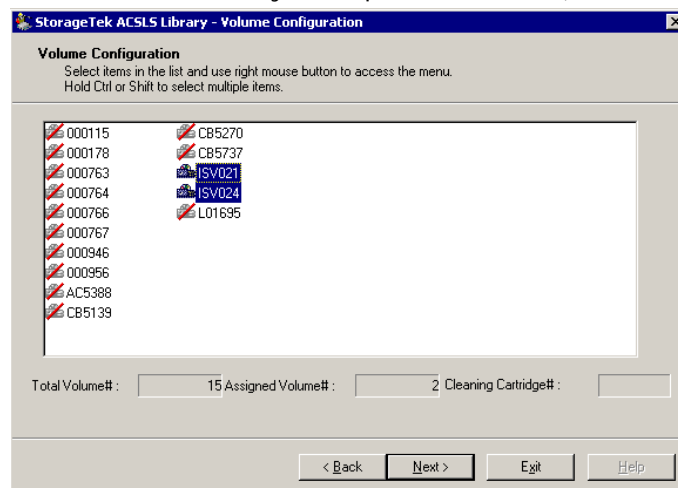 StorageTek ACSLS Library - Volume Configuration
Volume Configuration
Select items in the list and use right mouse button to access the menu.
Hold Ctrl or Shift to select multiple items.
000115
000178
000763
000764
000766
000767
000946
000956
AC5388
CB5139
CB5270
CB5737
ISV021
ISV024
L01695
Total Volume# : 15 Assigned Volume# : 2 Cleaning Cartridge# :
< Back Next > Exit Help